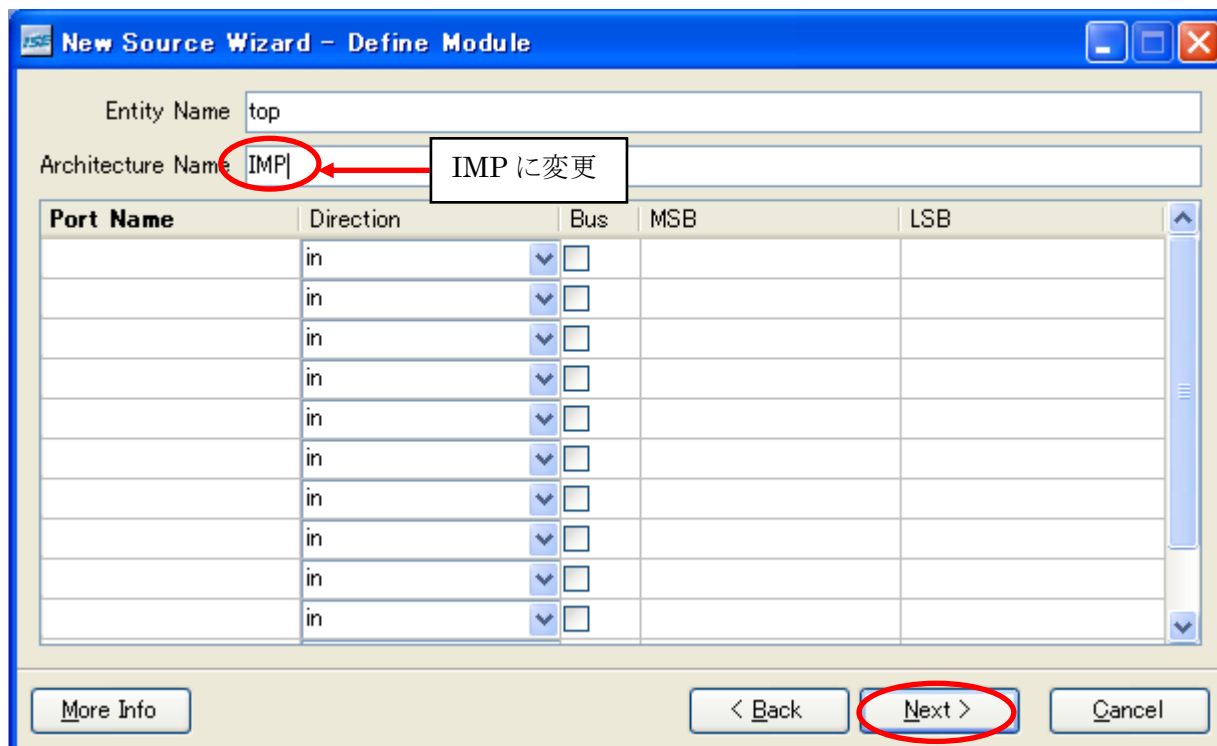 ISE New Source Wizard - Define Module
Entity Name top
Architecture Name IMP
IMP に変更
Port Name Direction Bus MSB LSB
in
in
in
in
in
in
in
in
in
in
More Info < Back Next > Cancel